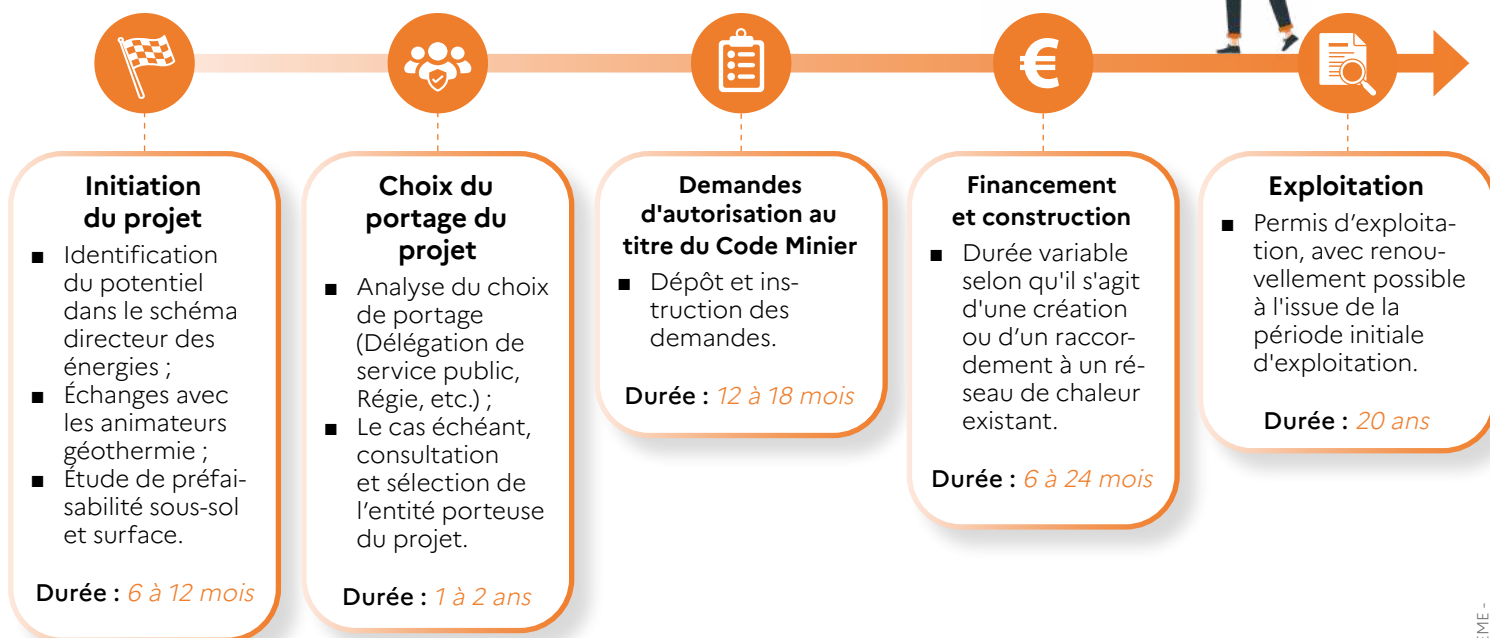 €
Initiation
du projet
■ Identification
du potentiel
dans le schéma
directeur des
énergies ;
■ Échanges avec
les animateurs
géothermie ;
■ Étude de préfai-
sabilité sous-sol
et surface.
Durée : 6 à 12 mois
Choix du
portage du
projet
■ Analyse du choix
de portage
(Délégation de
service public,
Régie, etc.) ;
■ Le cas échéant,
consultation
et sélection de
l’entité porteuse
du projet.
Durée : 1 à 2 ans
Demandes
d'autorisation au
titre du Code Minier
■ Dépôt et ins-
truction des
demandes.
Durée : 12 à 18 mois
Financement
et construction
■ Durée variable
selon qu'il s'agit
d'une création
ou d’un raccor-
dement à un ré-
seau de chaleur
existant.
Durée : 6 à 24 mois
Exploitation
■ Permis d’exploita-
tion, avec renou-
vellement possible
à l'issue de la
période initiale
d'exploitation.
Durée : 20 ans
EME -